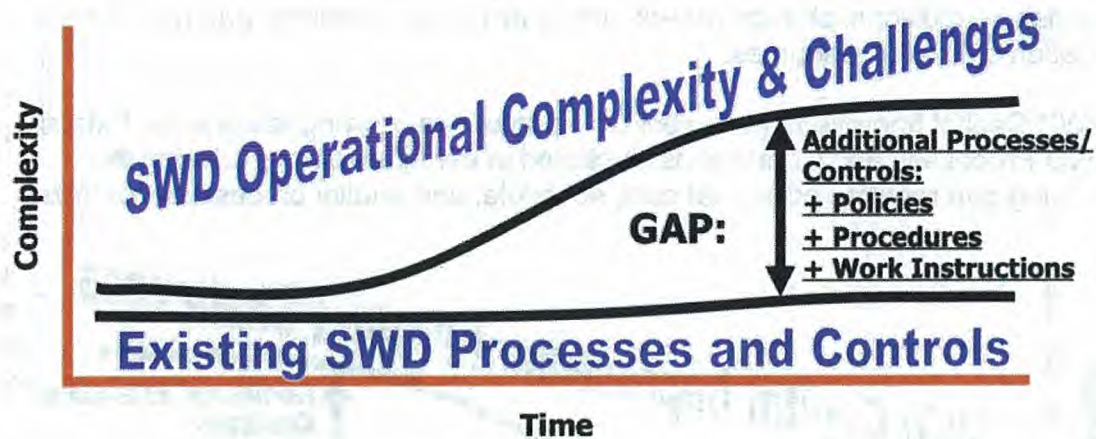 SWD Operational Complexity & Challenges
Complexity
Additional Processes/
Controls:
+ Policies
+ Procedures
+ Work Instructions
GAP:
Existing SWD Processes and Controls
Time